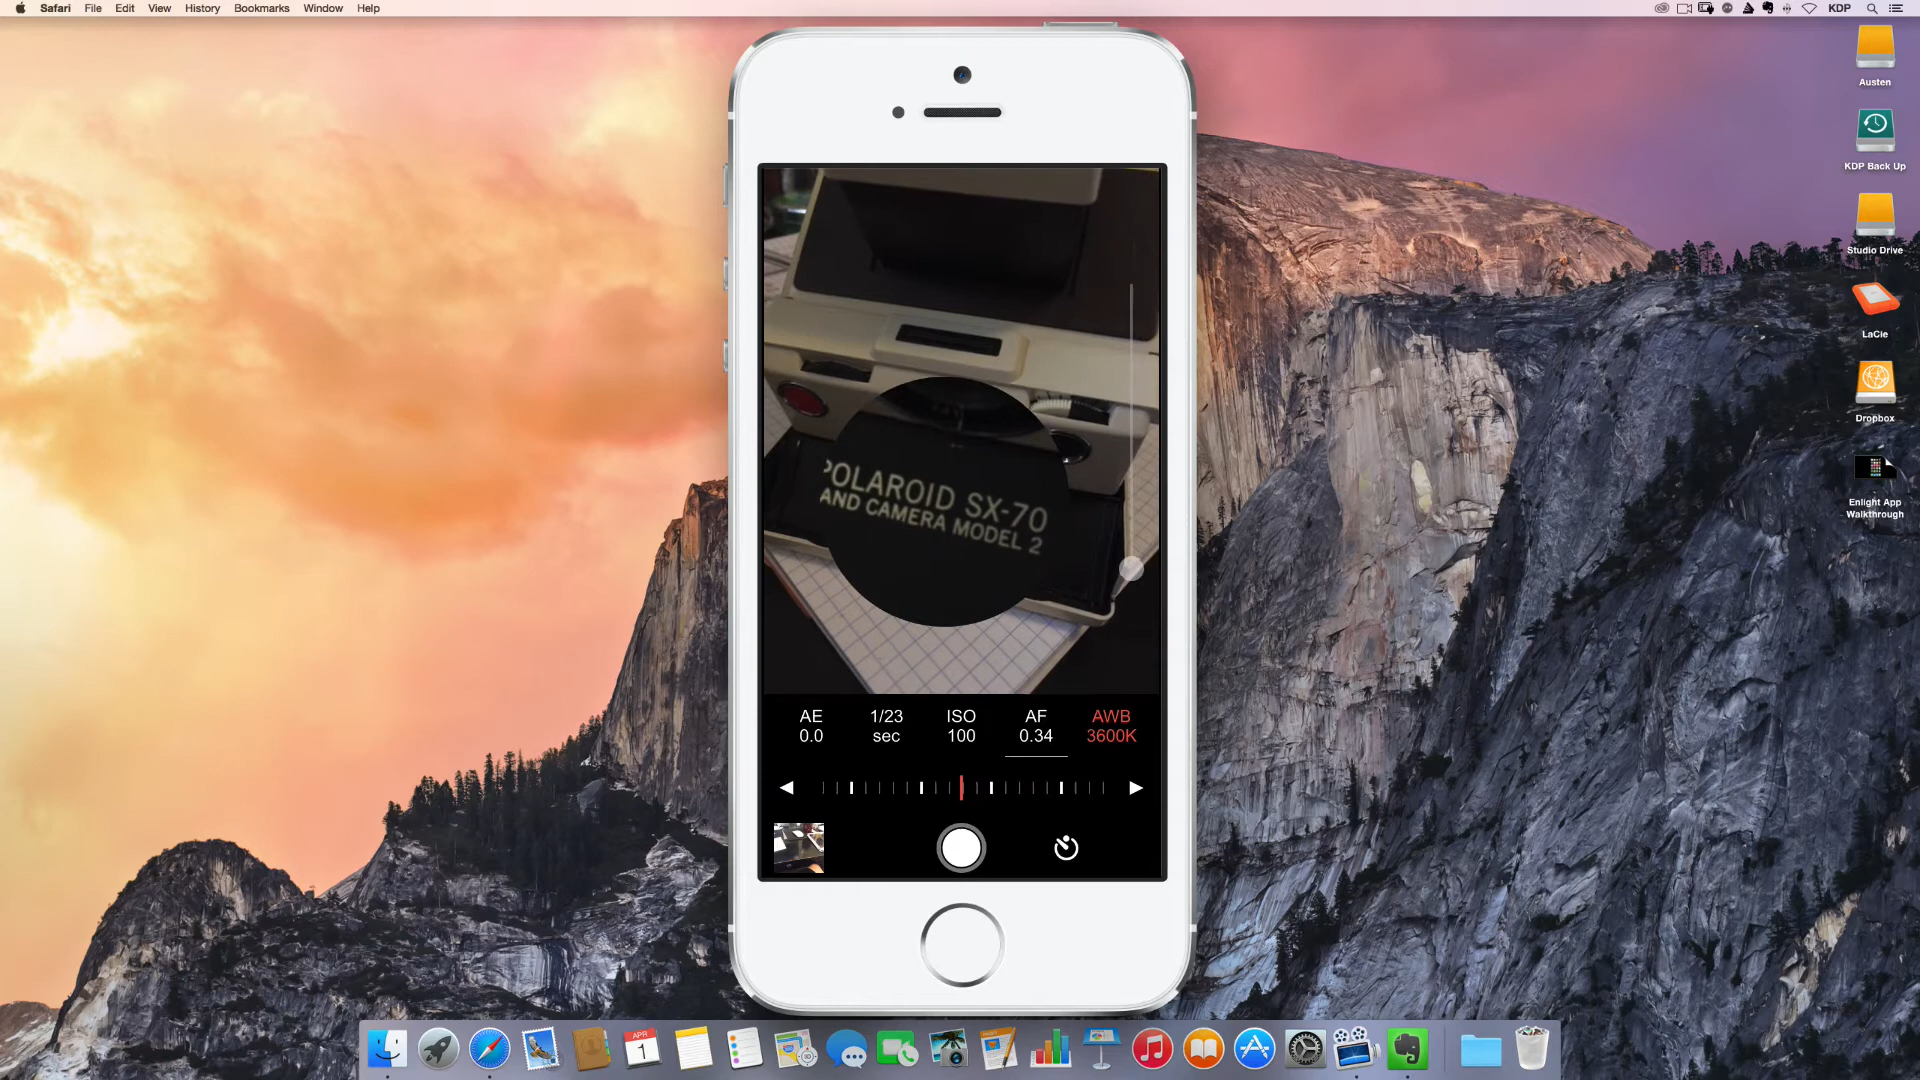 Safari File Edit View History Bookmarks Window Help
KDP
Austen
KDP Back Up
Studio Drive
LaCie
Dropbox
Enlight App
Walkthrough
POLAROID SX-70
AND CAMERA MODEL 2
AE 1/23 ISO AF AWB
0.0 sec 100 0.34 3600K
APR
1